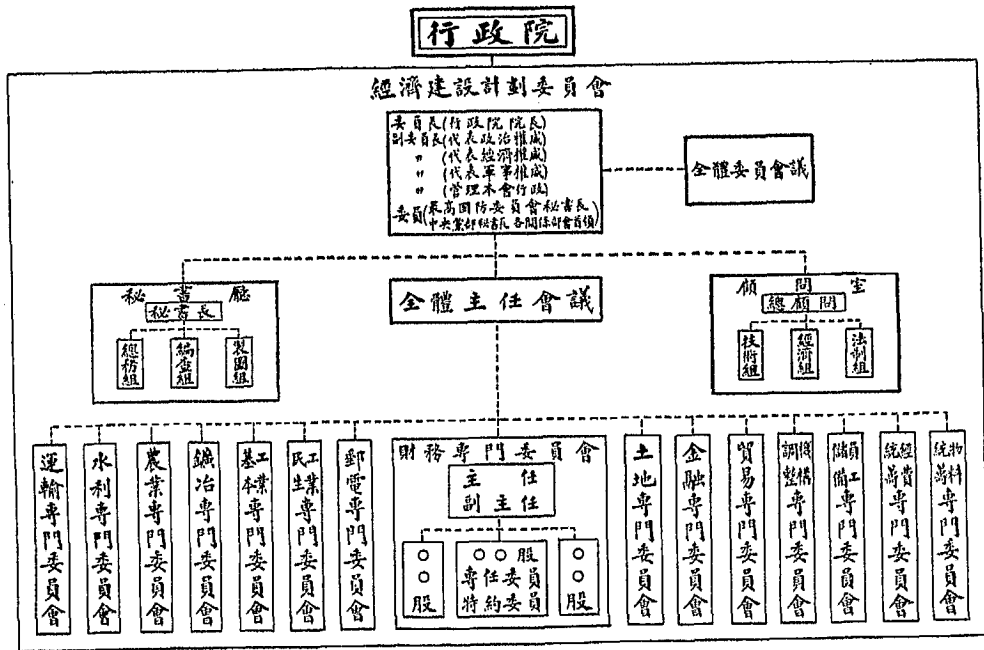 行政院
經濟建設計劃委員會
委員長(行政院院長)
副委員長(代表政治權威)
〃 (代表經濟權威)
〃 (代表軍事權威)
〃 (管理本會行政)
委員(最高国防委員會秘書長
中央黨部秘書長各關係部會首領)
全體委員會議
秘書廳
秘書長
總務組
編查組
製圖組
全體主任會議
顧問室
總顧問
技術組
經濟組
法制組
運輸專門委員會
水利專門委員會
農業專門委員會
鑛冶專門委員會
基本工業專門委員會
民生工業專門委員會
郵電專門委員會
財務專門委員會
主任
副主任
○○股
○○股
專任委員
特約委員
○○股
土地專門委員會
金融專門委員會
貿易專門委員會
調整機構專門委員會
儲備員工專門委員會
統籌經費專門委員會
統籌物料專門委員會